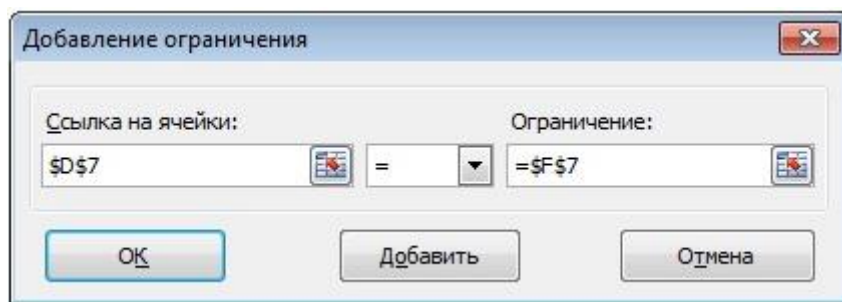 Добавление ограничения
Ссылка на ячейки:
Ограничение:
$D$7
=
=$F$7
ОК
Добавить
Отмена